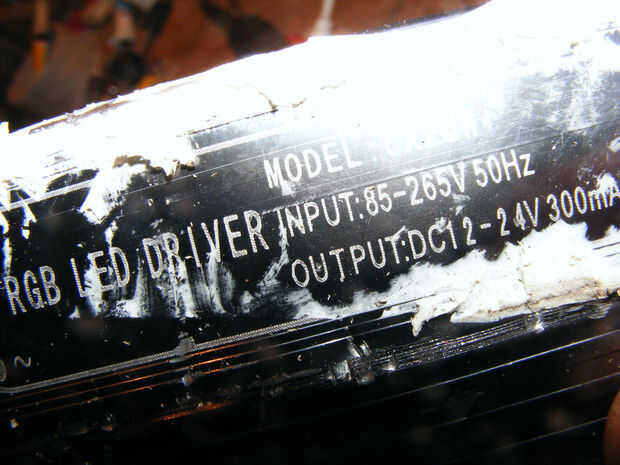 MODEL:
RGB LED DRIVER
INPUT:85-265V 50Hz
OUTPUT:DC12-24V 300mA